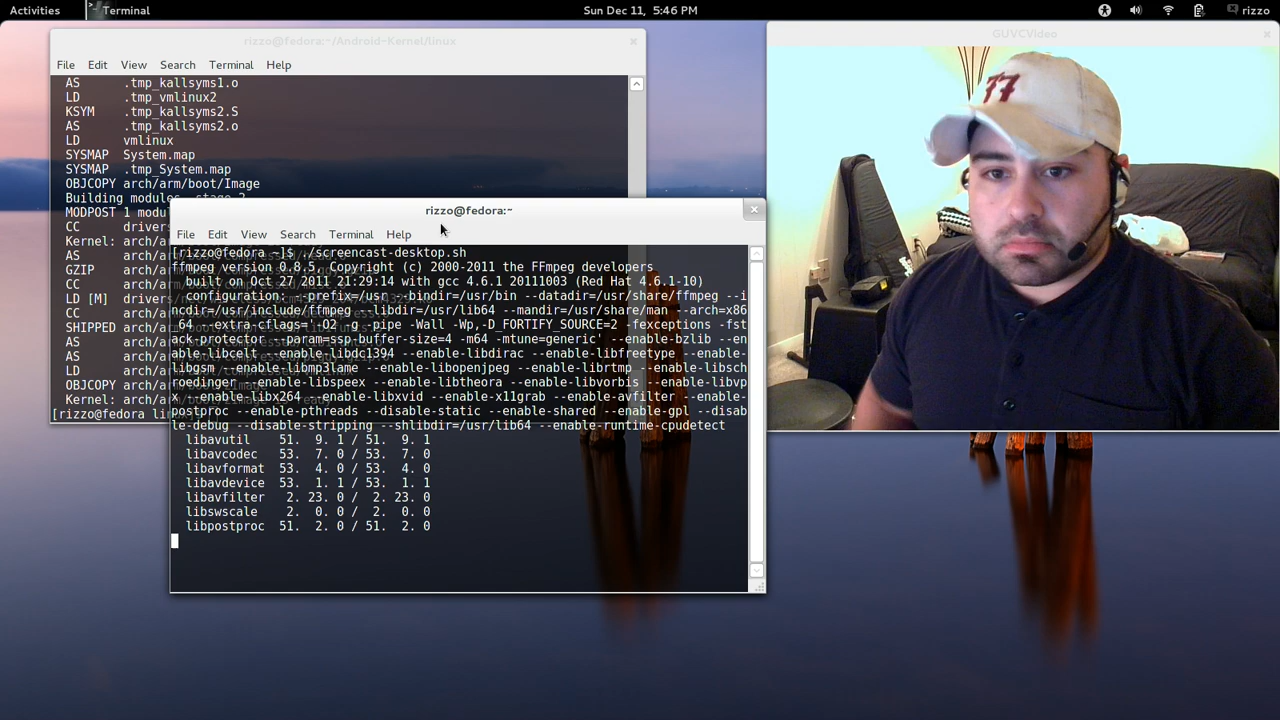 Activities
Terminal
Sun Dec 11, 5:46 PM
rizzo
rizzo@fedora:~/Android-Kernel/linux
File Edit View Search Terminal Help
AS .tmp_kallsyms1.o
LD .tmp_vmlinux2
KSYM .tmp_kallsyms2.S
AS .tmp_kallsyms2.o
LD vmlinux
SYSMAP System.map
SYSMAP .tmp_System.map
OBJCOPY arch/arm/boot/Image
Building modules, stage 2.
MODPOST 1 modu
CC driver
Kernel: arch/a
AS arch/ar
GZIP arch/ar
CC arch/ar
LD [M] drivers
CC arch/ar
SHIPPED arch/ar
AS arch/ar
AS arch/ar
LD arch/ar
OBJCOPY arch/ar
Kernel: arch/a
[rizzo@fedora linux]
rizzo@fedora:~
File Edit View Search Terminal Help
[rizzo@fedora ~]$ ./screencast-desktop.sh
ffmpeg version 0.8.5, Copyright (c) 2000-2011 the FFmpeg developers
built on Oct 27 2011 21:29:14 with gcc 4.6.1 20111003 (Red Hat 4.6.1-10)
configuration: --prefix=/usr --bindir=/usr/bin --datadir=/usr/share/ffmpeg --i
ncdir=/usr/include/ffmpeg --libdir=/usr/lib64 --mandir=/usr/share/man --arch=x86
_64 --extra-cflags='-O2 -g -pipe -Wall -Wp,-D_FORTIFY_SOURCE=2 -fexceptions -fst
ack-protector --param=ssp-buffer-size=4 -m64 -mtune=generic' --enable-bzlib --en
able-libcelt --enable-libdc1394 --enable-libdirac --enable-libfreetype --enable-
libgsm --enable-libmp3lame --enable-libopenjpeg --enable-librtmp --enable-libsch
roedinger --enable-libspeex --enable-libtheora --enable-libvorbis --enable-libvp
x --enable-libx264 --enable-libxvid --enable-x11grab --enable-avfilter --enable-
postproc --enable-pthreads --disable-static --enable-shared --enable-gpl --disab
le-debug --disable-stripping --shlibdir=/usr/lib64 --enable-runtime-cpudetect
libavutil 51. 9. 1 / 51. 9. 1
libavcodec 53. 7. 0 / 53. 7. 0
libavformat 53. 4. 0 / 53. 4. 0
libavdevice 53. 1. 1 / 53. 1. 1
libavfilter 2. 23. 0 / 2. 23. 0
libswscale 2. 0. 0 / 2. 0. 0
libpostproc 51. 2. 0 / 51. 2. 0
GUVCVideo
77